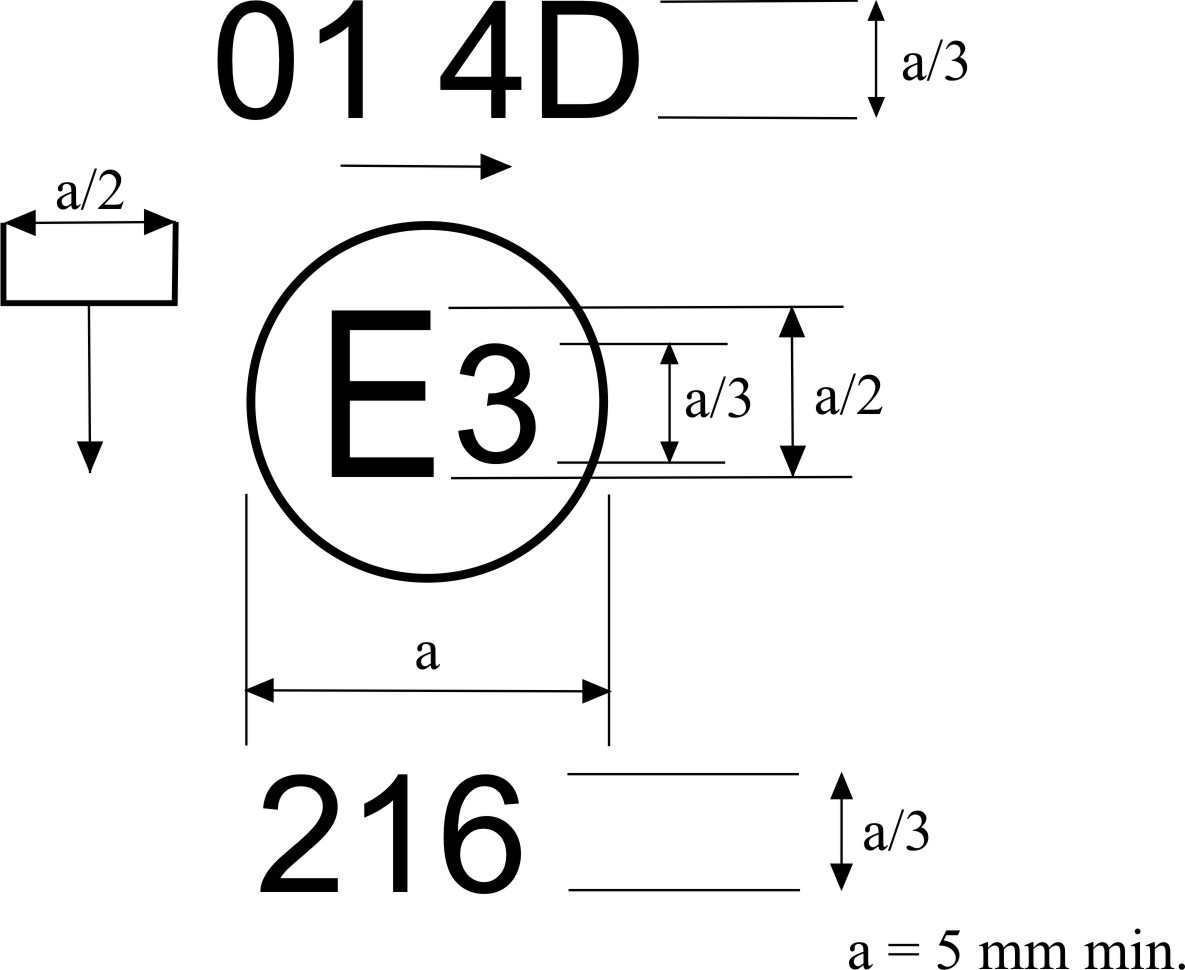 01 4D
a/3
a/2
E3
a/3
a/2
a
216
a/3
a = 5 mm min.